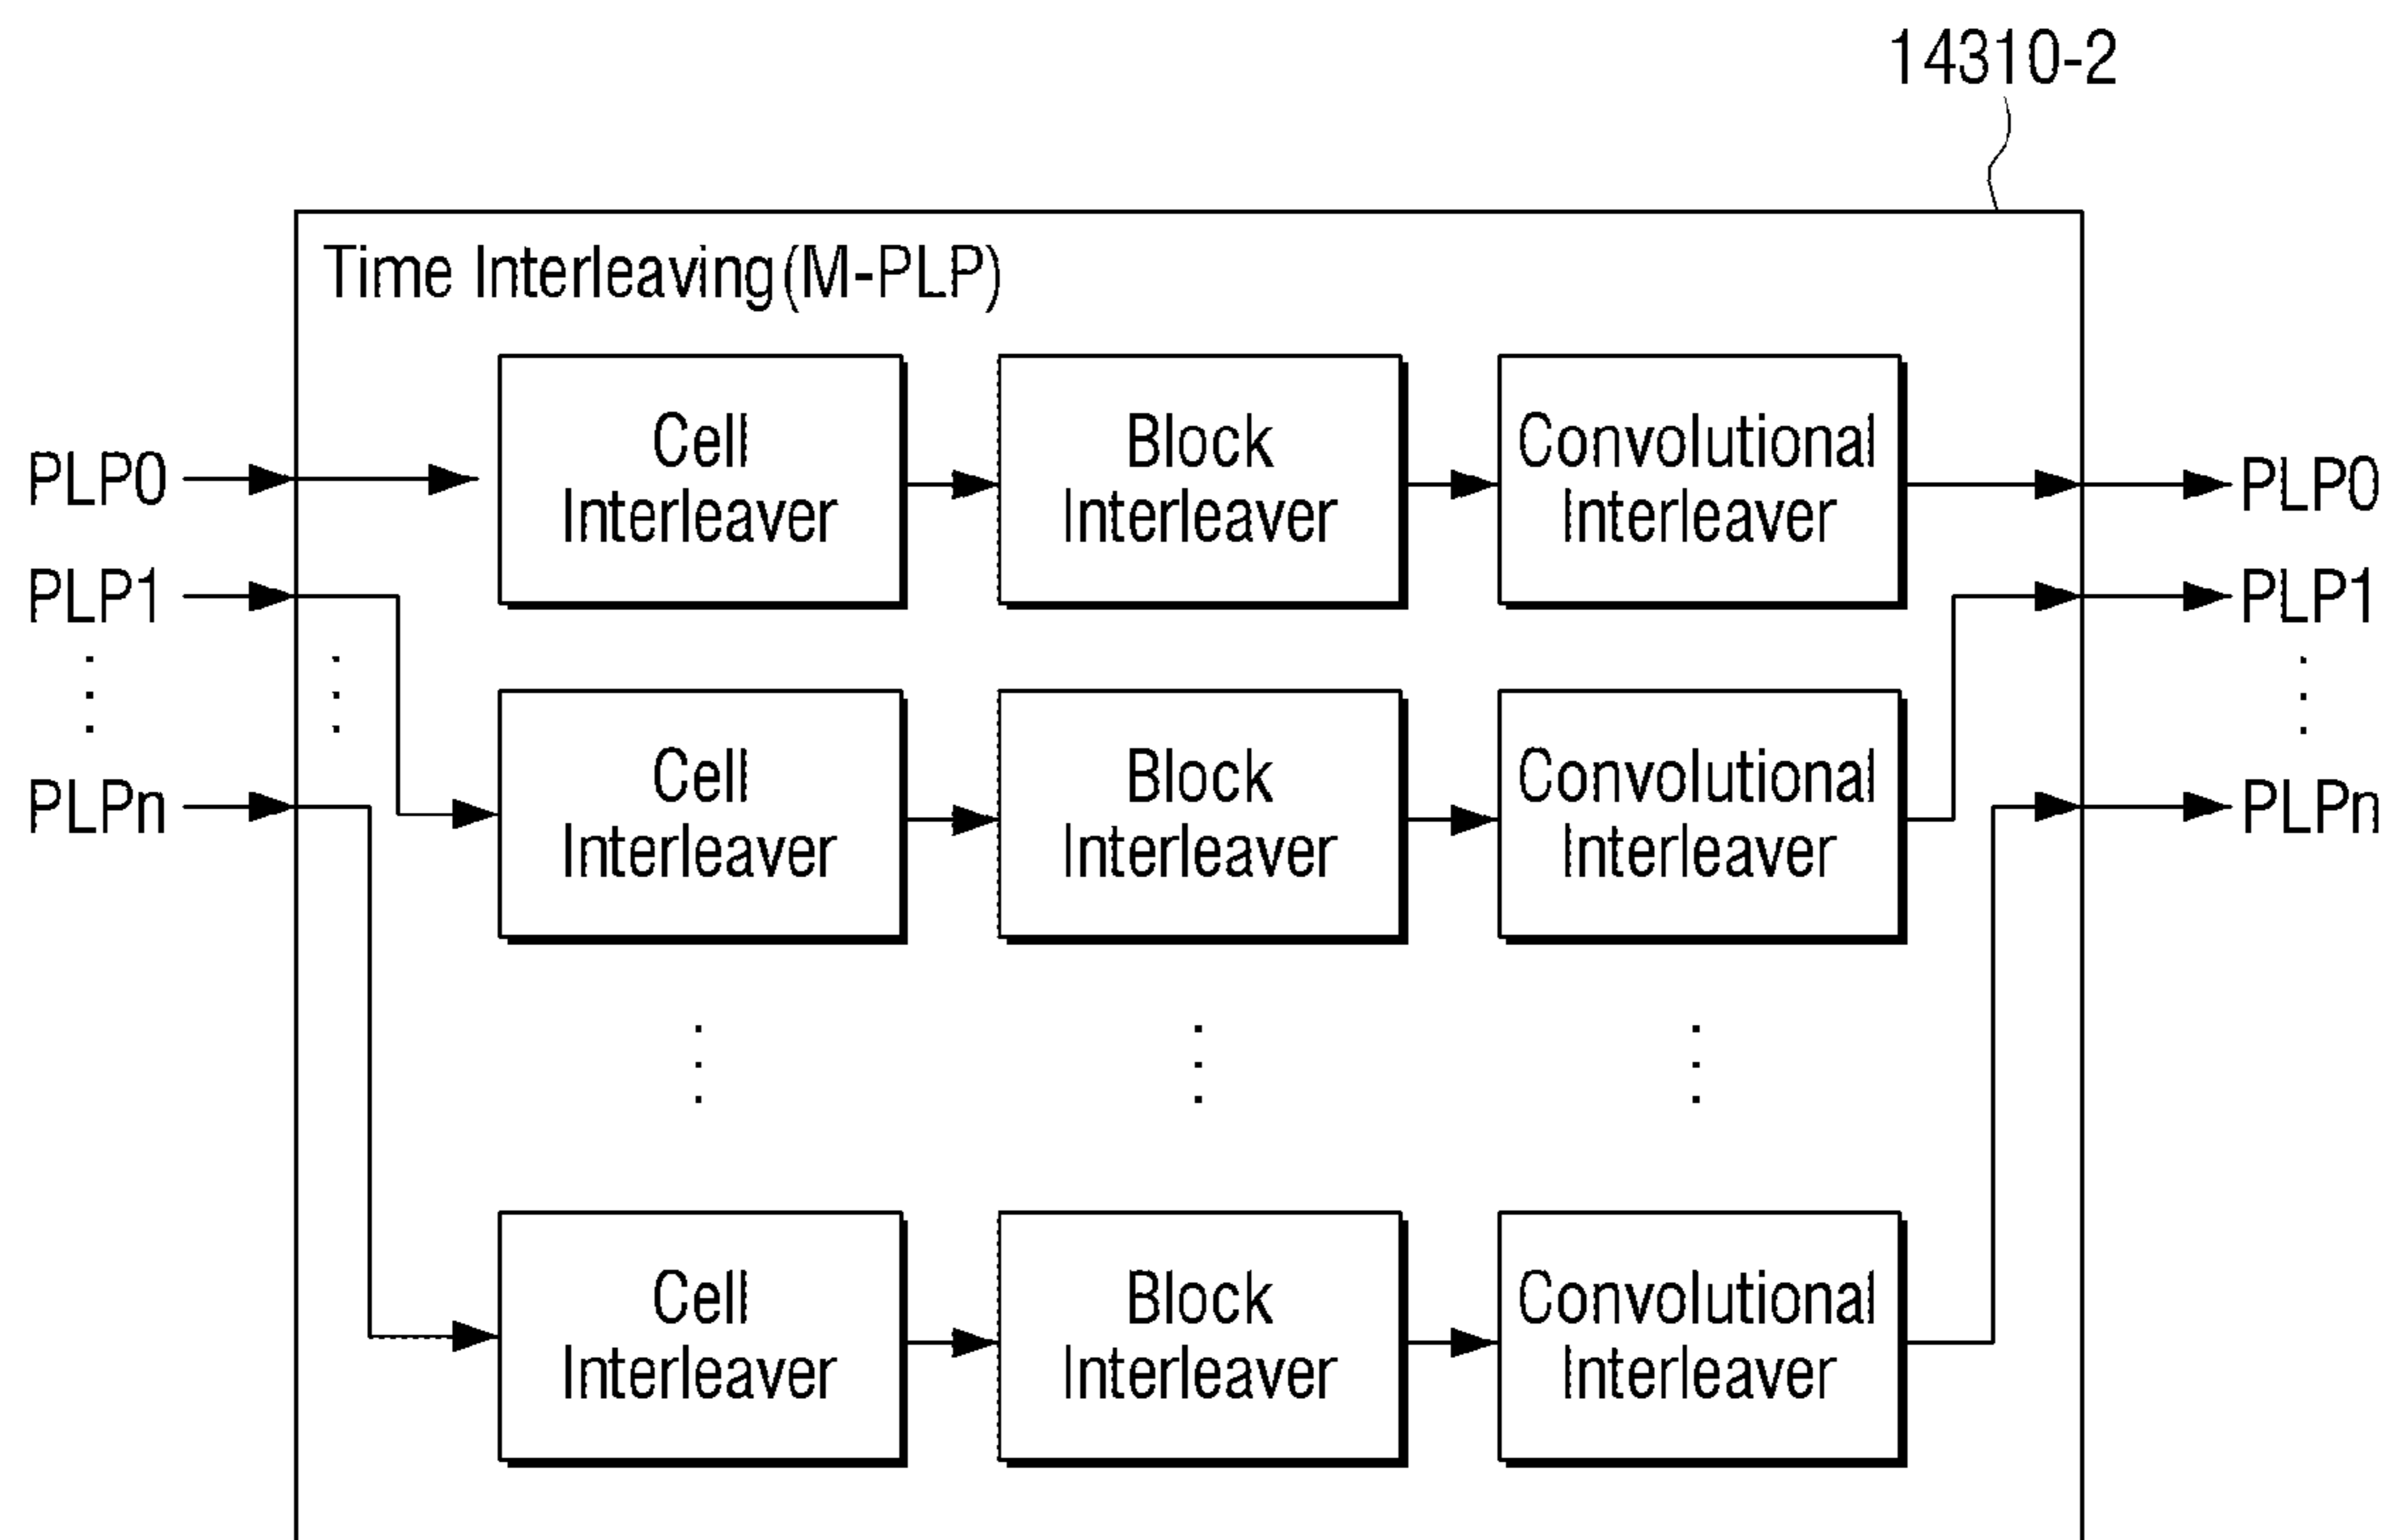 14310-2
Time Interleaving(M-PLP)
Cell
Interleaver
Block
Interleaver
Convolutional
Interleaver
PLP0
PLP0
PLP1
PLP1
Cell
Interleaver
Block
Interleaver
Convolutional
Interleaver
PLPn
PLPn
Cell
Interleaver
Block
Interleaver
Convolutional
Interleaver